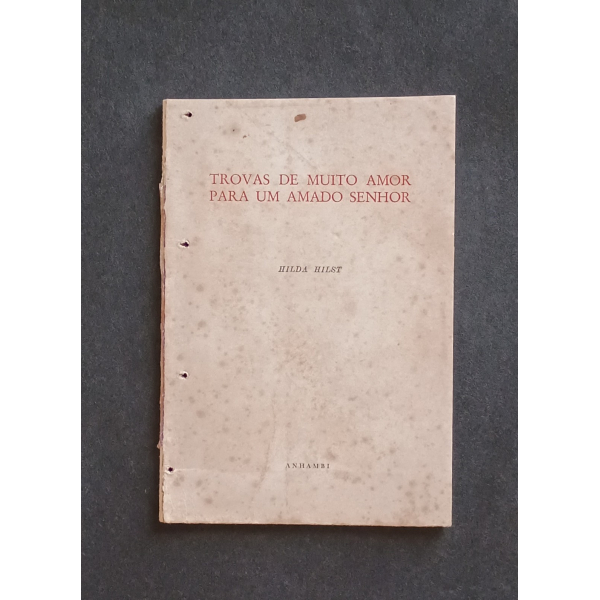 TROVAS DE MUITO AMOR
PARA UM AMADO SENHOR
HILDA HILST
ANHAMBI